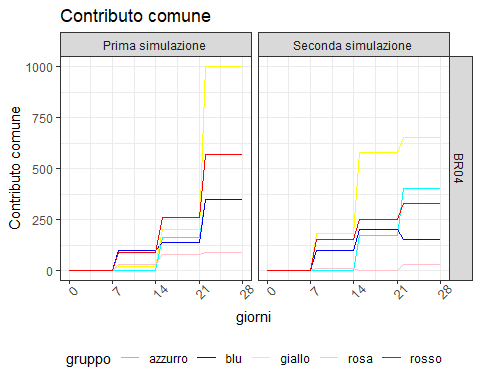 Contributo comune
Prima simulazione
Seconda simulazione
1000
750
500
250
0
Contributo comune
BR04
0 7 14 21 28
0 7 14 21 28
giorni
gruppo azzurro blu giallo rosa rosso